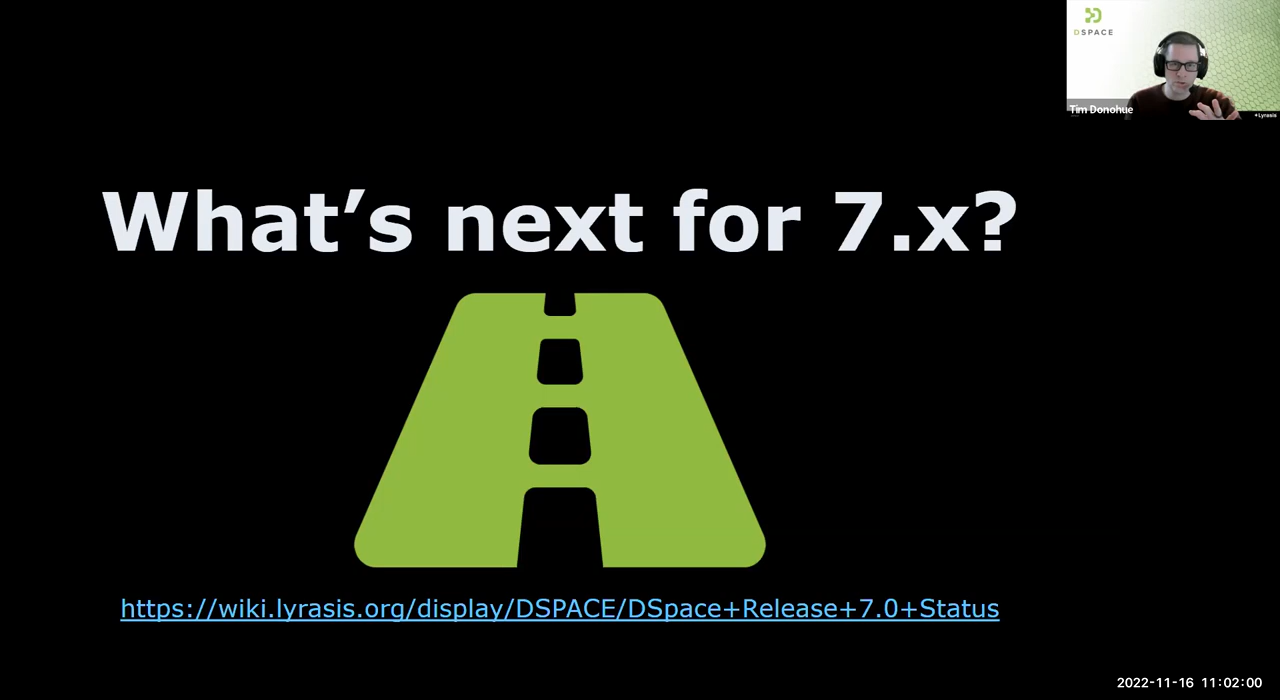 DSPACE
Tim Donohue
Lyrasis
What’s next for 7.x?
https://wiki.lyrasis.org/display/DSPACE/DSpace+Release+7.0+Status
2022-11-16 11:02:00